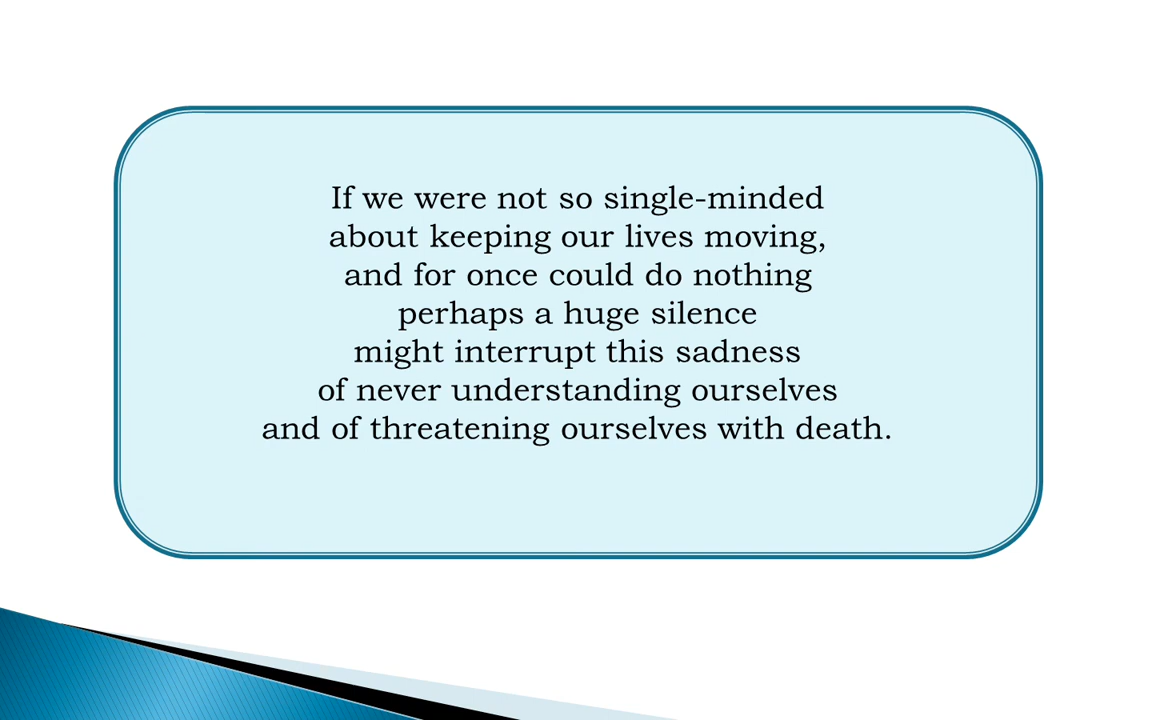 If we were not so single-minded
about keeping our lives moving,
and for once could do nothing
perhaps a huge silence
might interrupt this sadness
of never understanding ourselves
and of threatening ourselves with death.